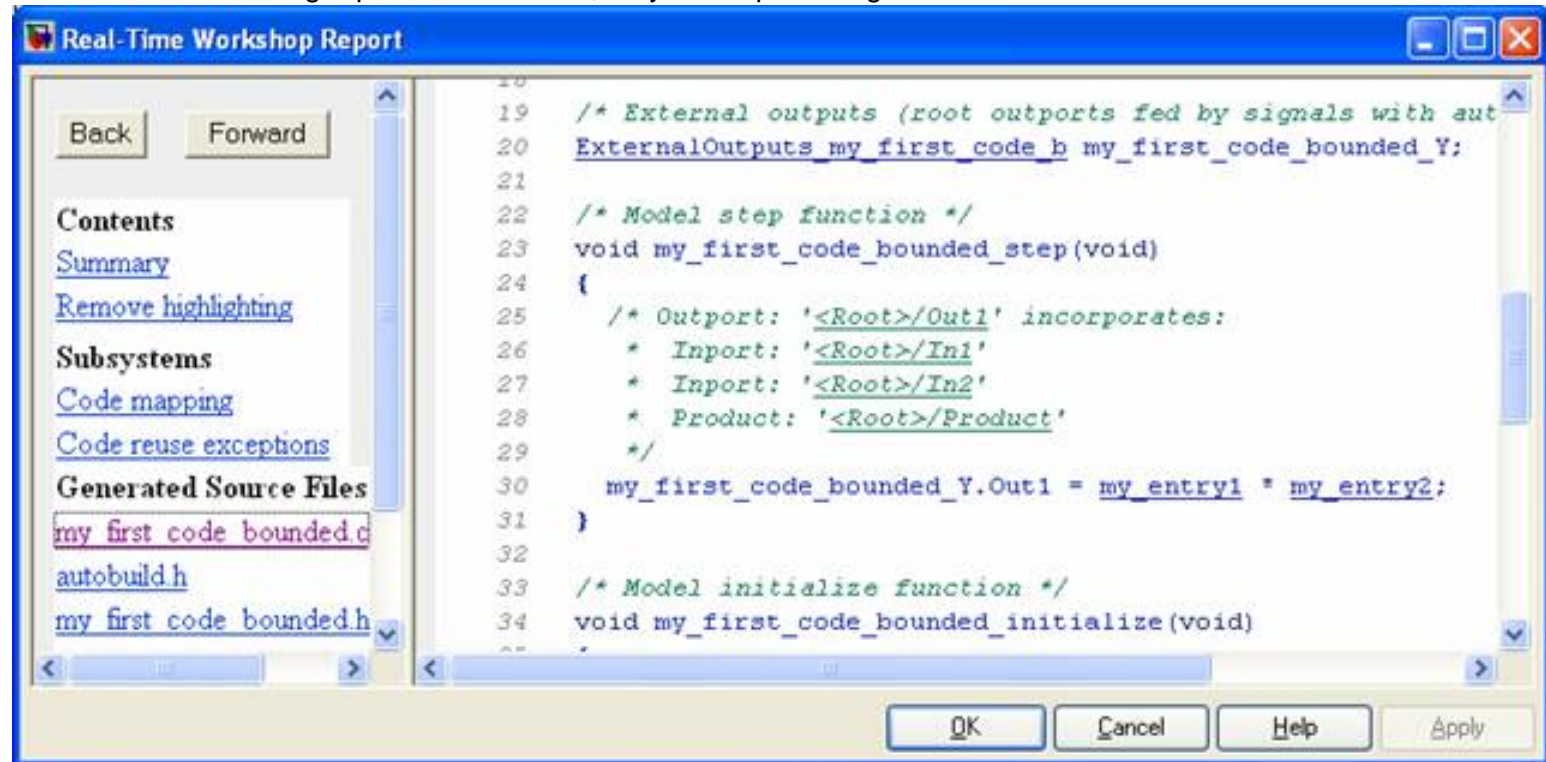 Real-Time Workshop Report
Back
Forward
Contents
Summary
Remove highlighting
Subsystems
Code mapping
Code reuse exceptions
Generated Source Files
my_first_code_bounded.c
autobuild.h
my_first_code_bounded.h
19 /* External outputs (root outports fed by signals with aut
20 ExternalOutputs_my_first_code_b my_first_code_bounded_Y;
21
22 /* Model step function */
23 void my_first_code_bounded_step(void)
24 {
25 /* Outport: '<Root>/Out1' incorporates:
26 * Inport: '<Root>/In1'
27 * Inport: '<Root>/In2'
28 * Product: '<Root>/Product'
29 */
30 my_first_code_bounded_Y.Out1 = my_entry1 * my_entry2;
31 }
32
33 /* Model initialize function */
34 void my_first_code_bounded_initialize(void)
OK
Cancel
Help
Apply